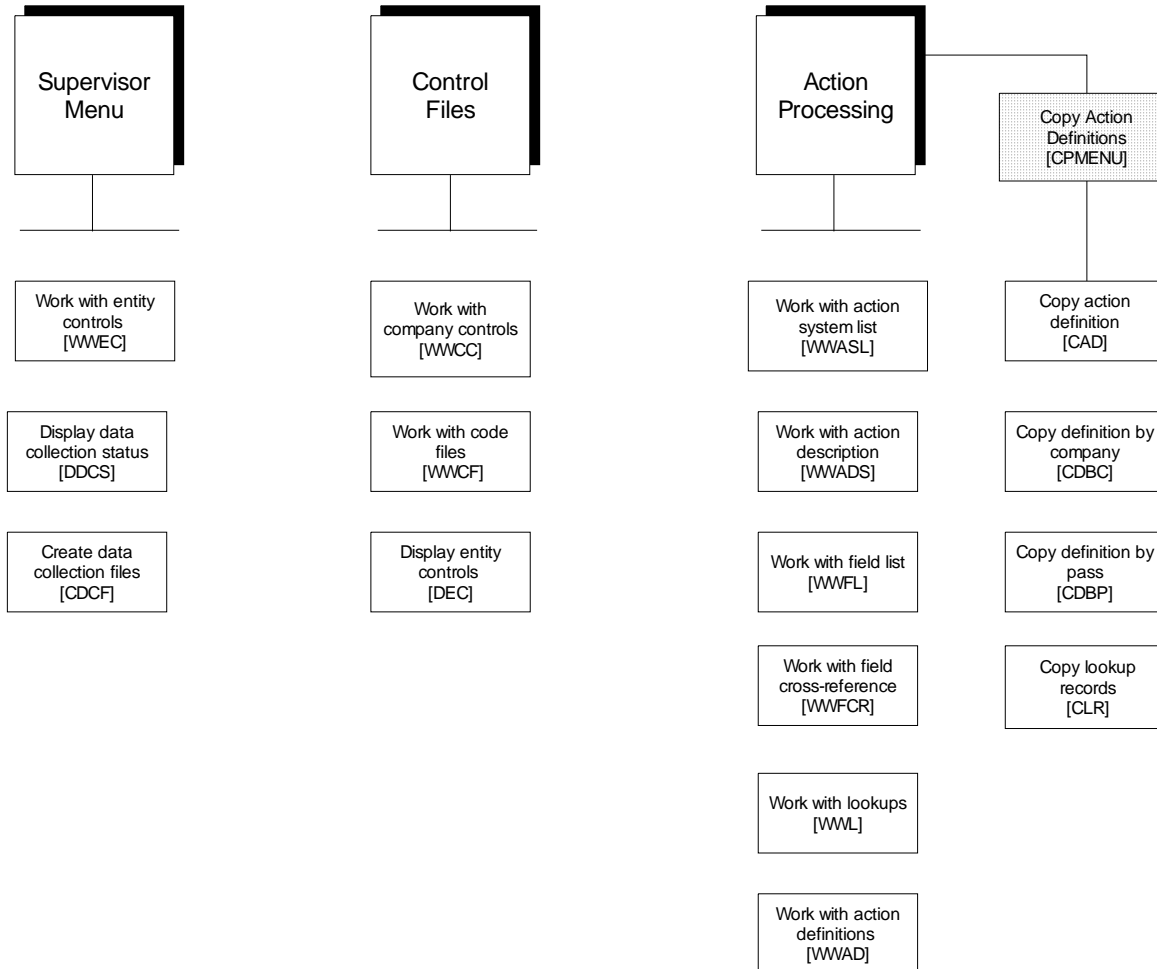 Supervisor
Menu
Work with entity
controls
[WWEC]
Display data
collection status
[DDCS]
Create data
collection files
[CDCF]
Control
Files
Work with
company controls
[WWCC]
Work with code
files
[WWCF]
Display entity
controls
[DEC]
Action
Processing
Work with action
system list
[WWASL]
Work with action
description
[WWADS]
Work with field list
[WWFL]
Work with field
cross-reference
[WWFCR]
Work with lookups
[WWL]
Work with action
definitions
[WWAD]
Copy Action
Definitions
[CPMENU]
Copy action
definition
[CAD]
Copy definition by
company
[CDBC]
Copy definition by
pass
[CDBP]
Copy lookup
records
[CLR]